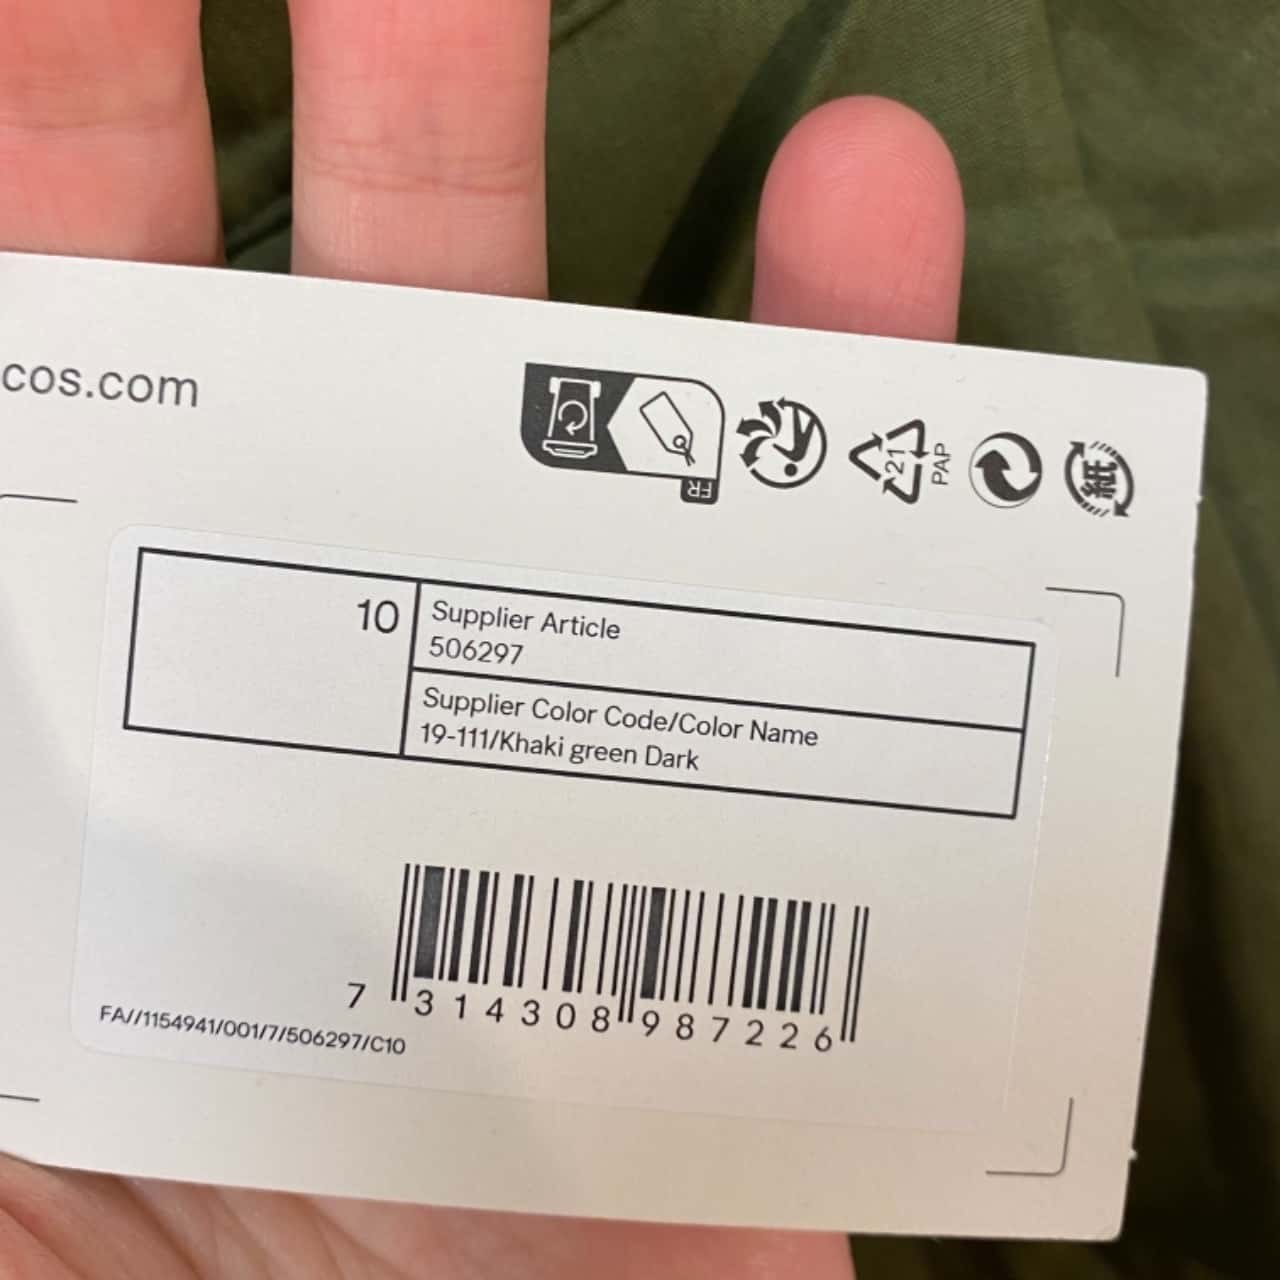 cos.com
FR
21
PAP
紙
10
Supplier Article
506297
Supplier Color Code/Color Name
19-111/Khaki green Dark
7 314308 987226
FA//1154941/001/7/506297/C10